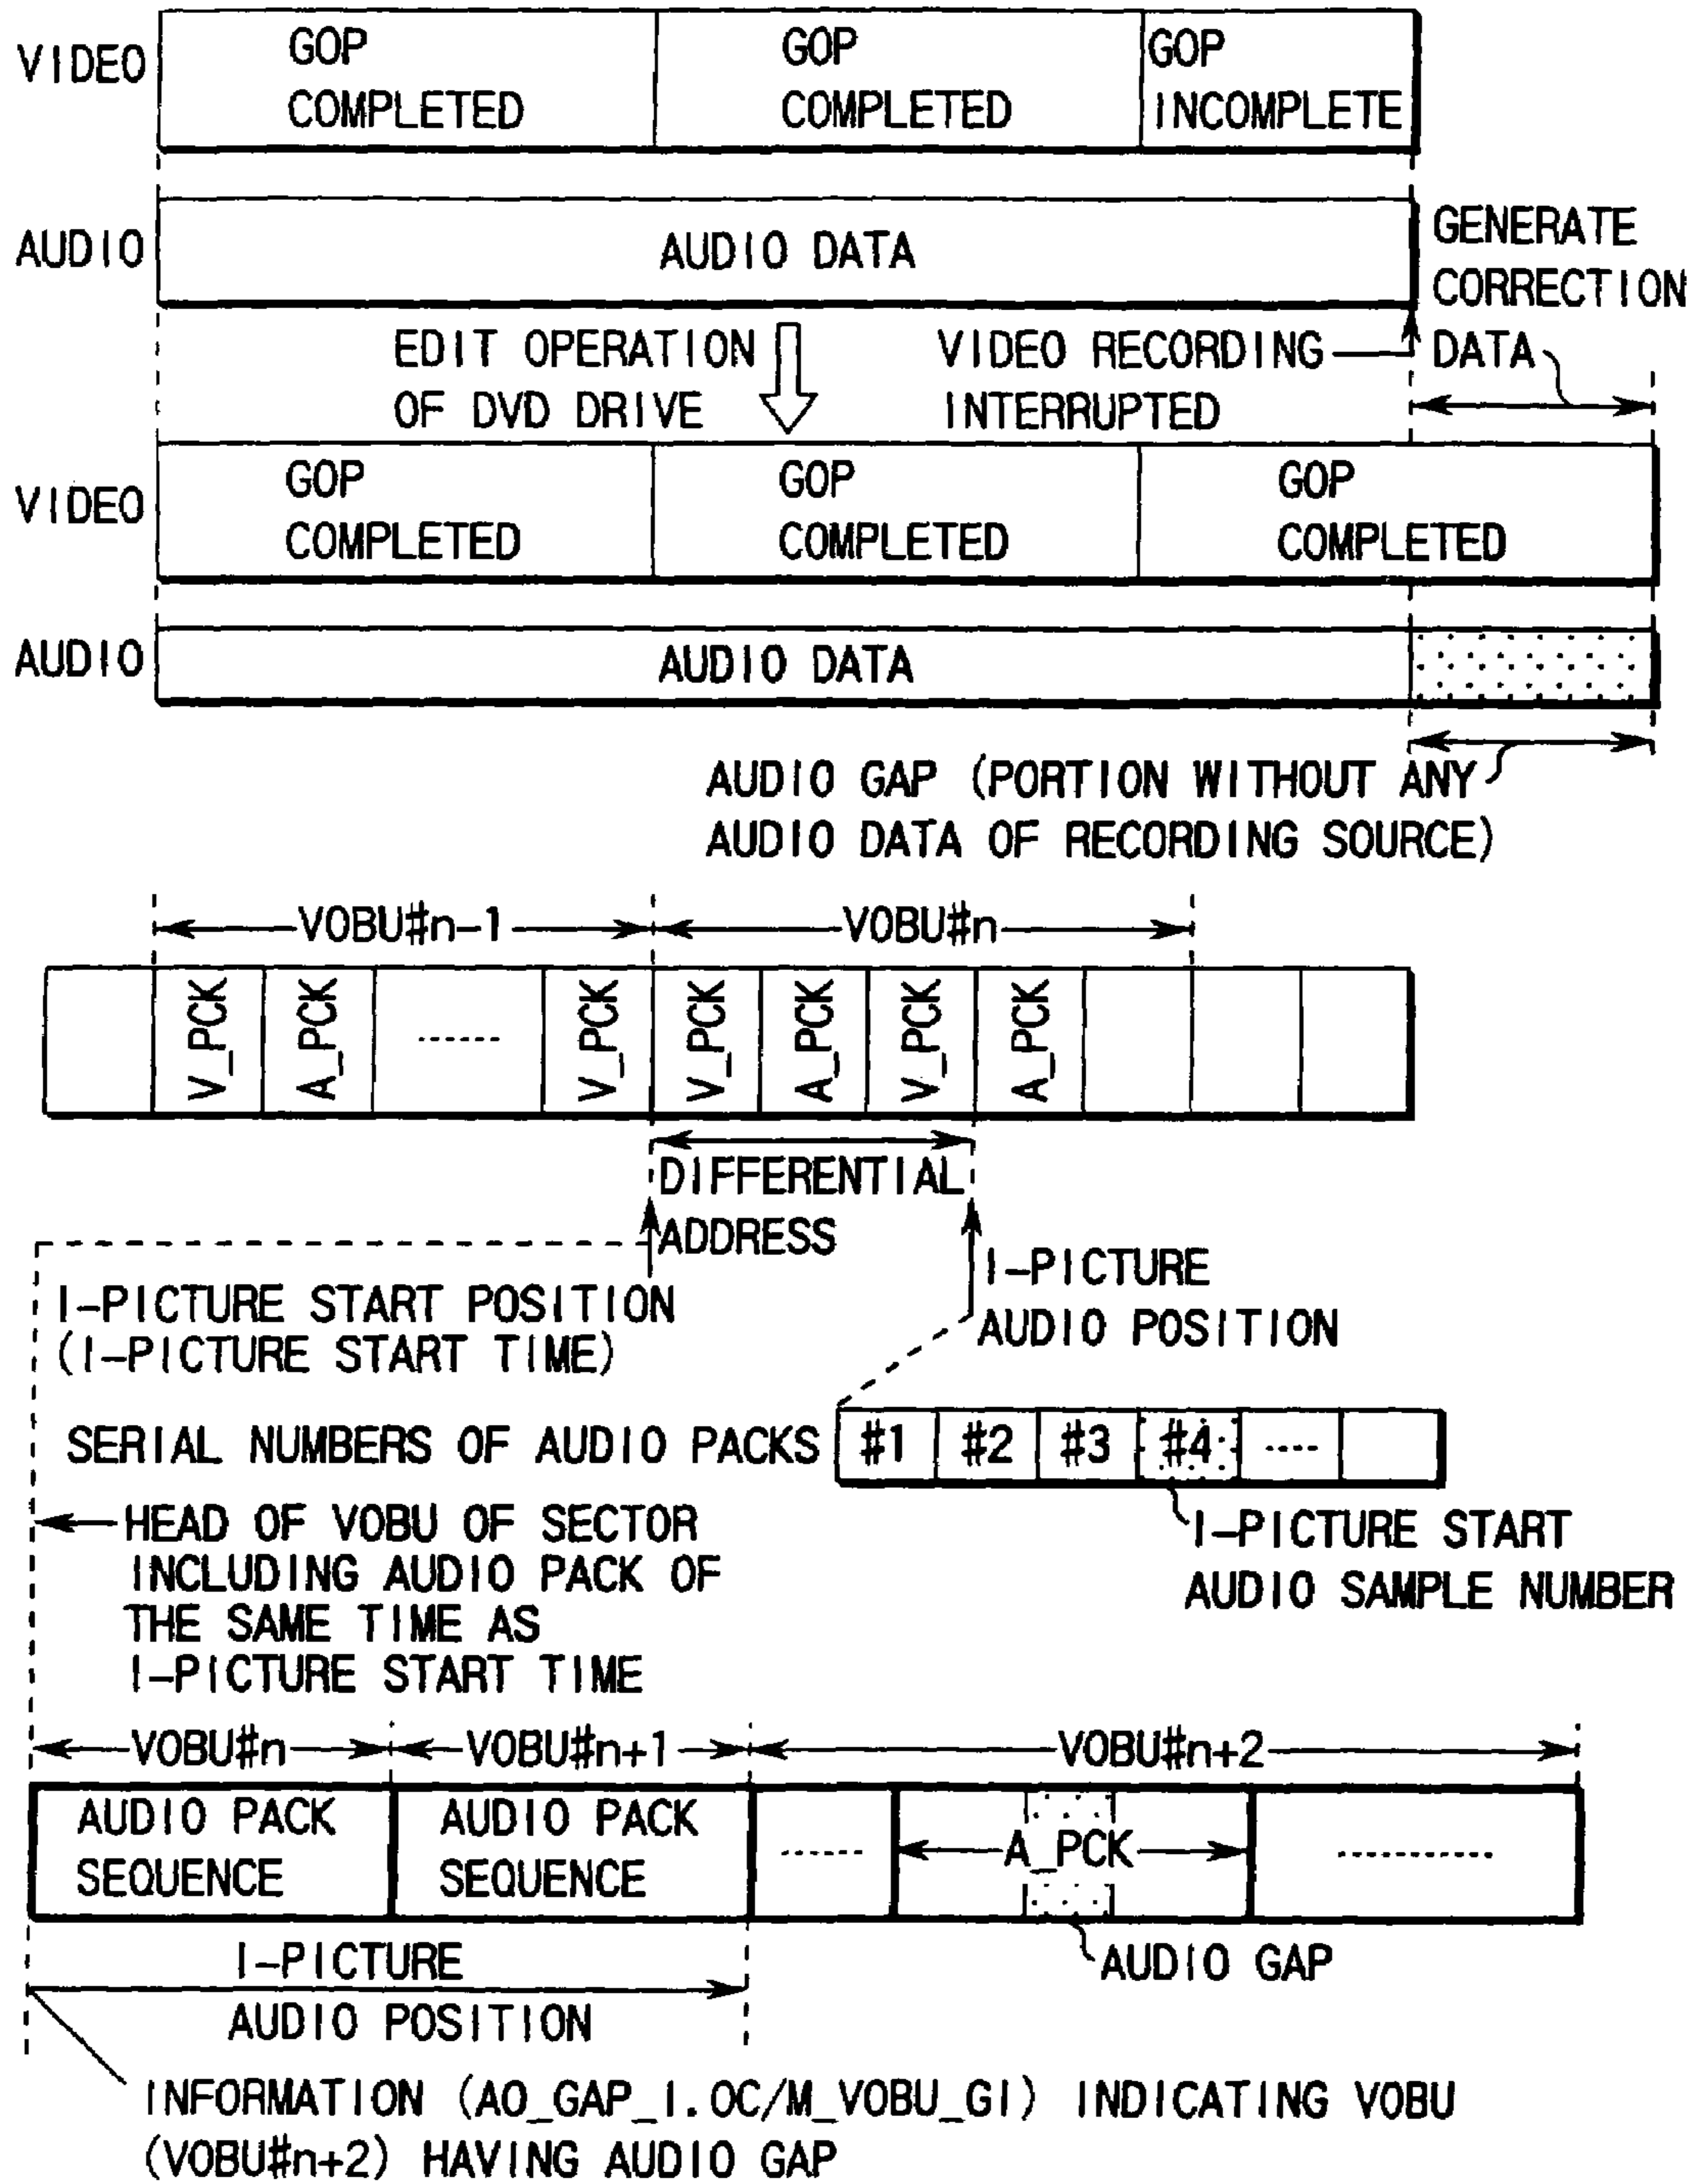 VIDEO
GOP COMPLETED
GOP COMPLETED
GOP INCOMPLETE
AUDIO
AUDIO DATA
GENERATE
CORRECTION
DATA
EDIT OPERATION
OF DVD DRIVE
VIDEO RECORDING
INTERRUPTED
VIDEO
GOP COMPLETED
GOP COMPLETED
GOP COMPLETED
AUDIO
AUDIO DATA
AUDIO GAP (PORTION WITHOUT ANY
AUDIO DATA OF RECORDING SOURCE)
VOBU#n-1
VOBU#n
V_PCK
A_PCK
V_PCK
V_PCK
A_PCK
V_PCK
A_PCK
DIFFERENTIAL
ADDRESS
I-PICTURE START POSITION
(I-PICTURE START TIME)
I-PICTURE
AUDIO POSITION
SERIAL NUMBERS OF AUDIO PACKS
#1 #2 #3 #4
I-PICTURE START
AUDIO SAMPLE NUMBER
HEAD OF VOBU OF SECTOR
INCLUDING AUDIO PACK OF
THE SAME TIME AS
I-PICTURE START TIME
VOBU#n
VOBU#n+1
VOBU#n+2
AUDIO PACK
SEQUENCE
AUDIO PACK
SEQUENCE
A_PCK
AUDIO GAP
I-PICTURE
AUDIO POSITION
INFORMATION (AO_GAP_I.OC/M_VOBU_GI) INDICATING VOBU
(VOBU#n+2) HAVING AUDIO GAP